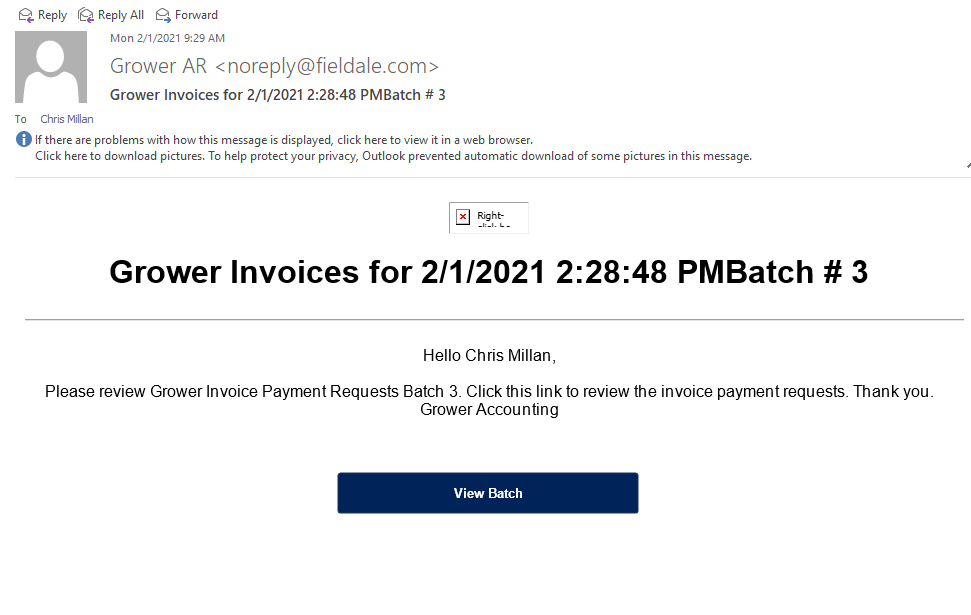 Reply Reply All Forward
Mon 2/1/2021 9:29 AM
Grower AR <noreply@fieldale.com>
Grower Invoices for 2/1/2021 2:28:48 PMBatch # 3
To Chris Millan
If there are problems with how this message is displayed, click here to view it in a web browser.
Click here to download pictures. To help protect your privacy, Outlook prevented automatic download of some pictures in this message.
Right-
Grower Invoices for 2/1/2021 2:28:48 PMBatch # 3
Hello Chris Millan,
Please review Grower Invoice Payment Requests Batch 3. Click this link to review the invoice payment requests. Thank you.
Grower Accounting
View Batch